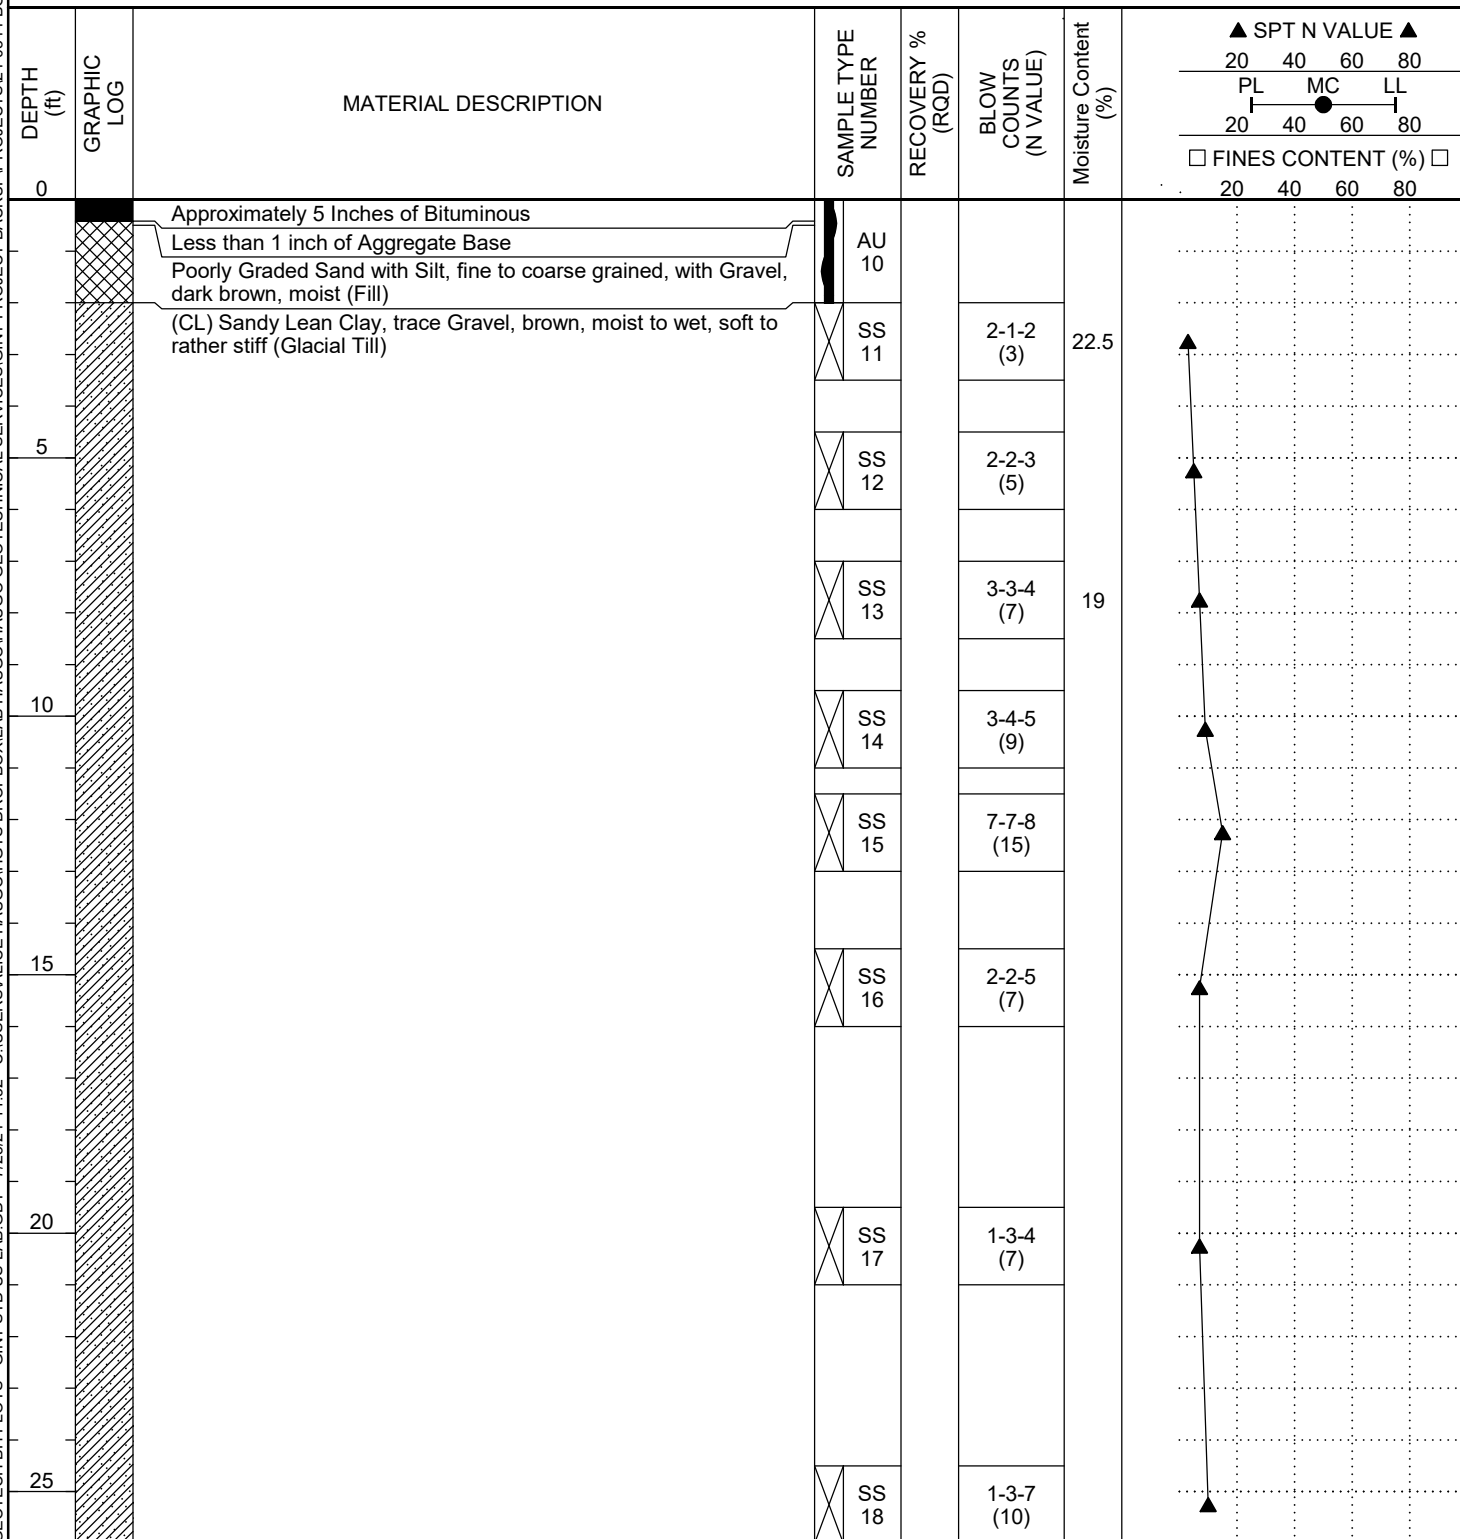 DEPTH
(ft)
GRAPHIC
LOG
MATERIAL DESCRIPTION
SAMPLE TYPE
NUMBER
RECOVERY %
(RQD)
BLOW
COUNTS
(N VALUE)
Moisture Content
(%)
▲ SPT N VALUE ▲
20 40 60 80
PL MC LL
20 40 60 80
□ FINES CONTENT (%) □
20 40 60 80
0
Approximately 5 Inches of Bituminous
Less than 1 inch of Aggregate Base
AU
10
Poorly Graded Sand with Silt, fine to coarse grained, with Gravel,
dark brown, moist (Fill)
(CL) Sandy Lean Clay, trace Gravel, brown, moist to wet, soft to
rather stiff (Glacial Till)
SS
11
2-1-2
(3)
22.5
5
SS
12
2-2-3
(5)
SS
13
3-3-4
(7)
19
10
SS
14
3-4-5
(9)
SS
15
7-7-8
(15)
15
SS
16
2-2-5
(7)
20
SS
17
1-3-4
(7)
25
SS
18
1-3-7
(10)